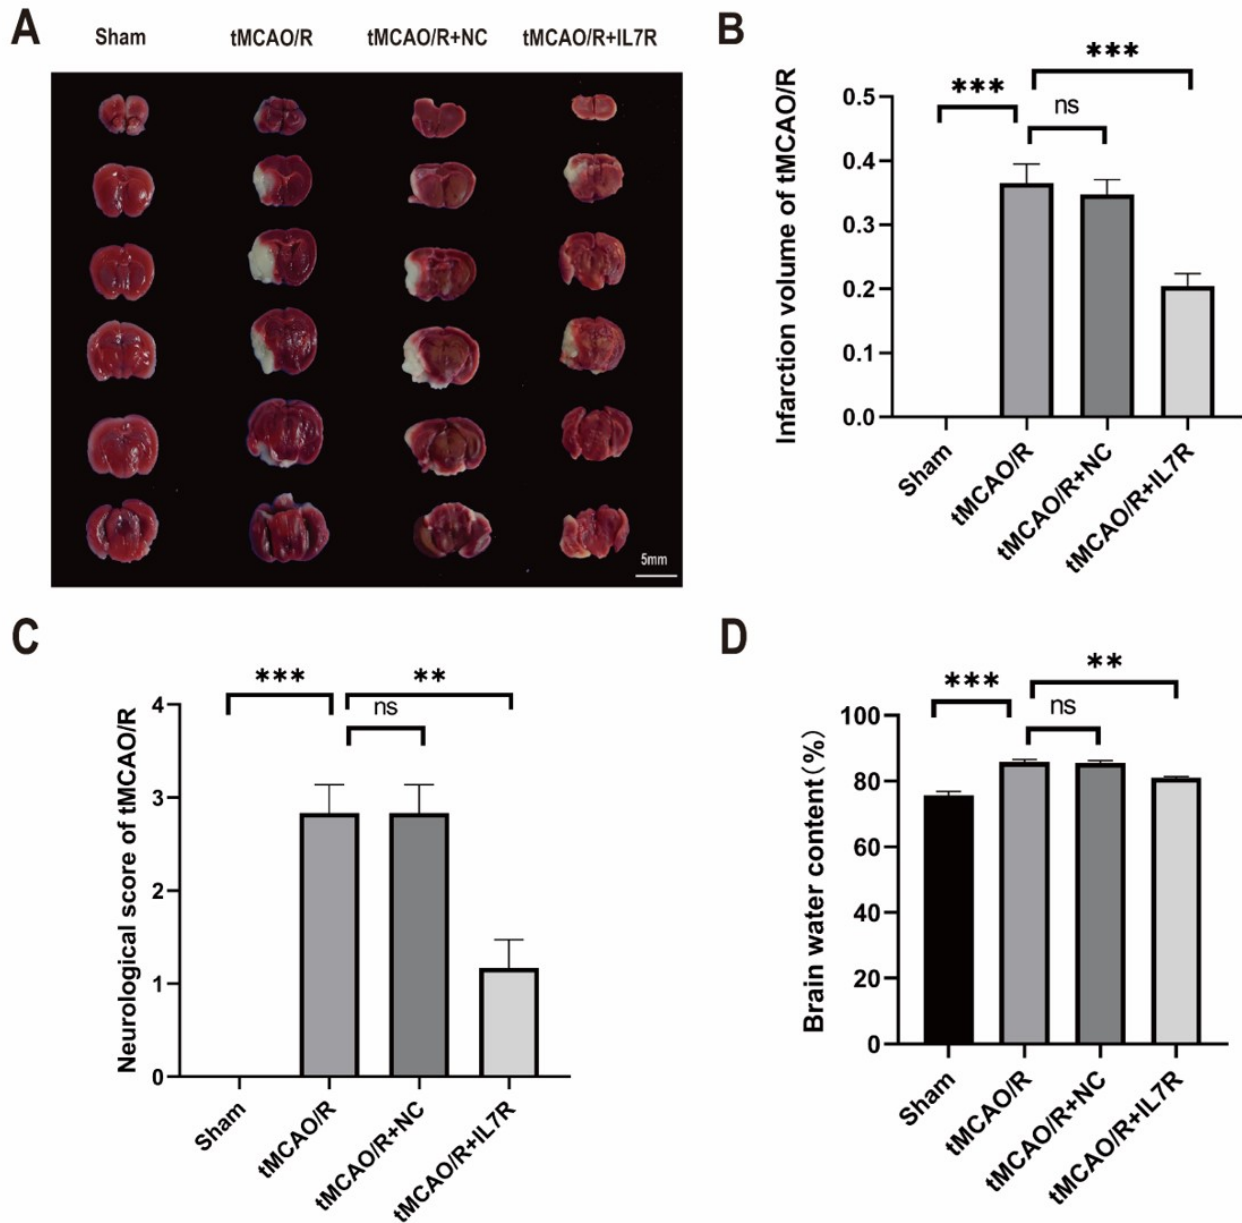 A
Sham tMCAO/R tMCAO/R+NC tMCAO/R+IL7R
5mm
B
***
***
ns
Infarction volume of tMCAO/R
0.5
0.4
0.3
0.2
0.1
0.0
Sham
tMCAO/R
tMCAO/R+NC
tMCAO/R+IL7R
C
***
**
ns
Neurological score of tMCAO/R
4
3
2
1
0
Sham
tMCAO/R
tMCAO/R+NC
tMCAO/R+IL7R
D
***
**
ns
Brain water content(%)
100
80
60
40
20
0
Sham
tMCAO/R
tMCAO/R+NC
tMCAO/R+IL7R